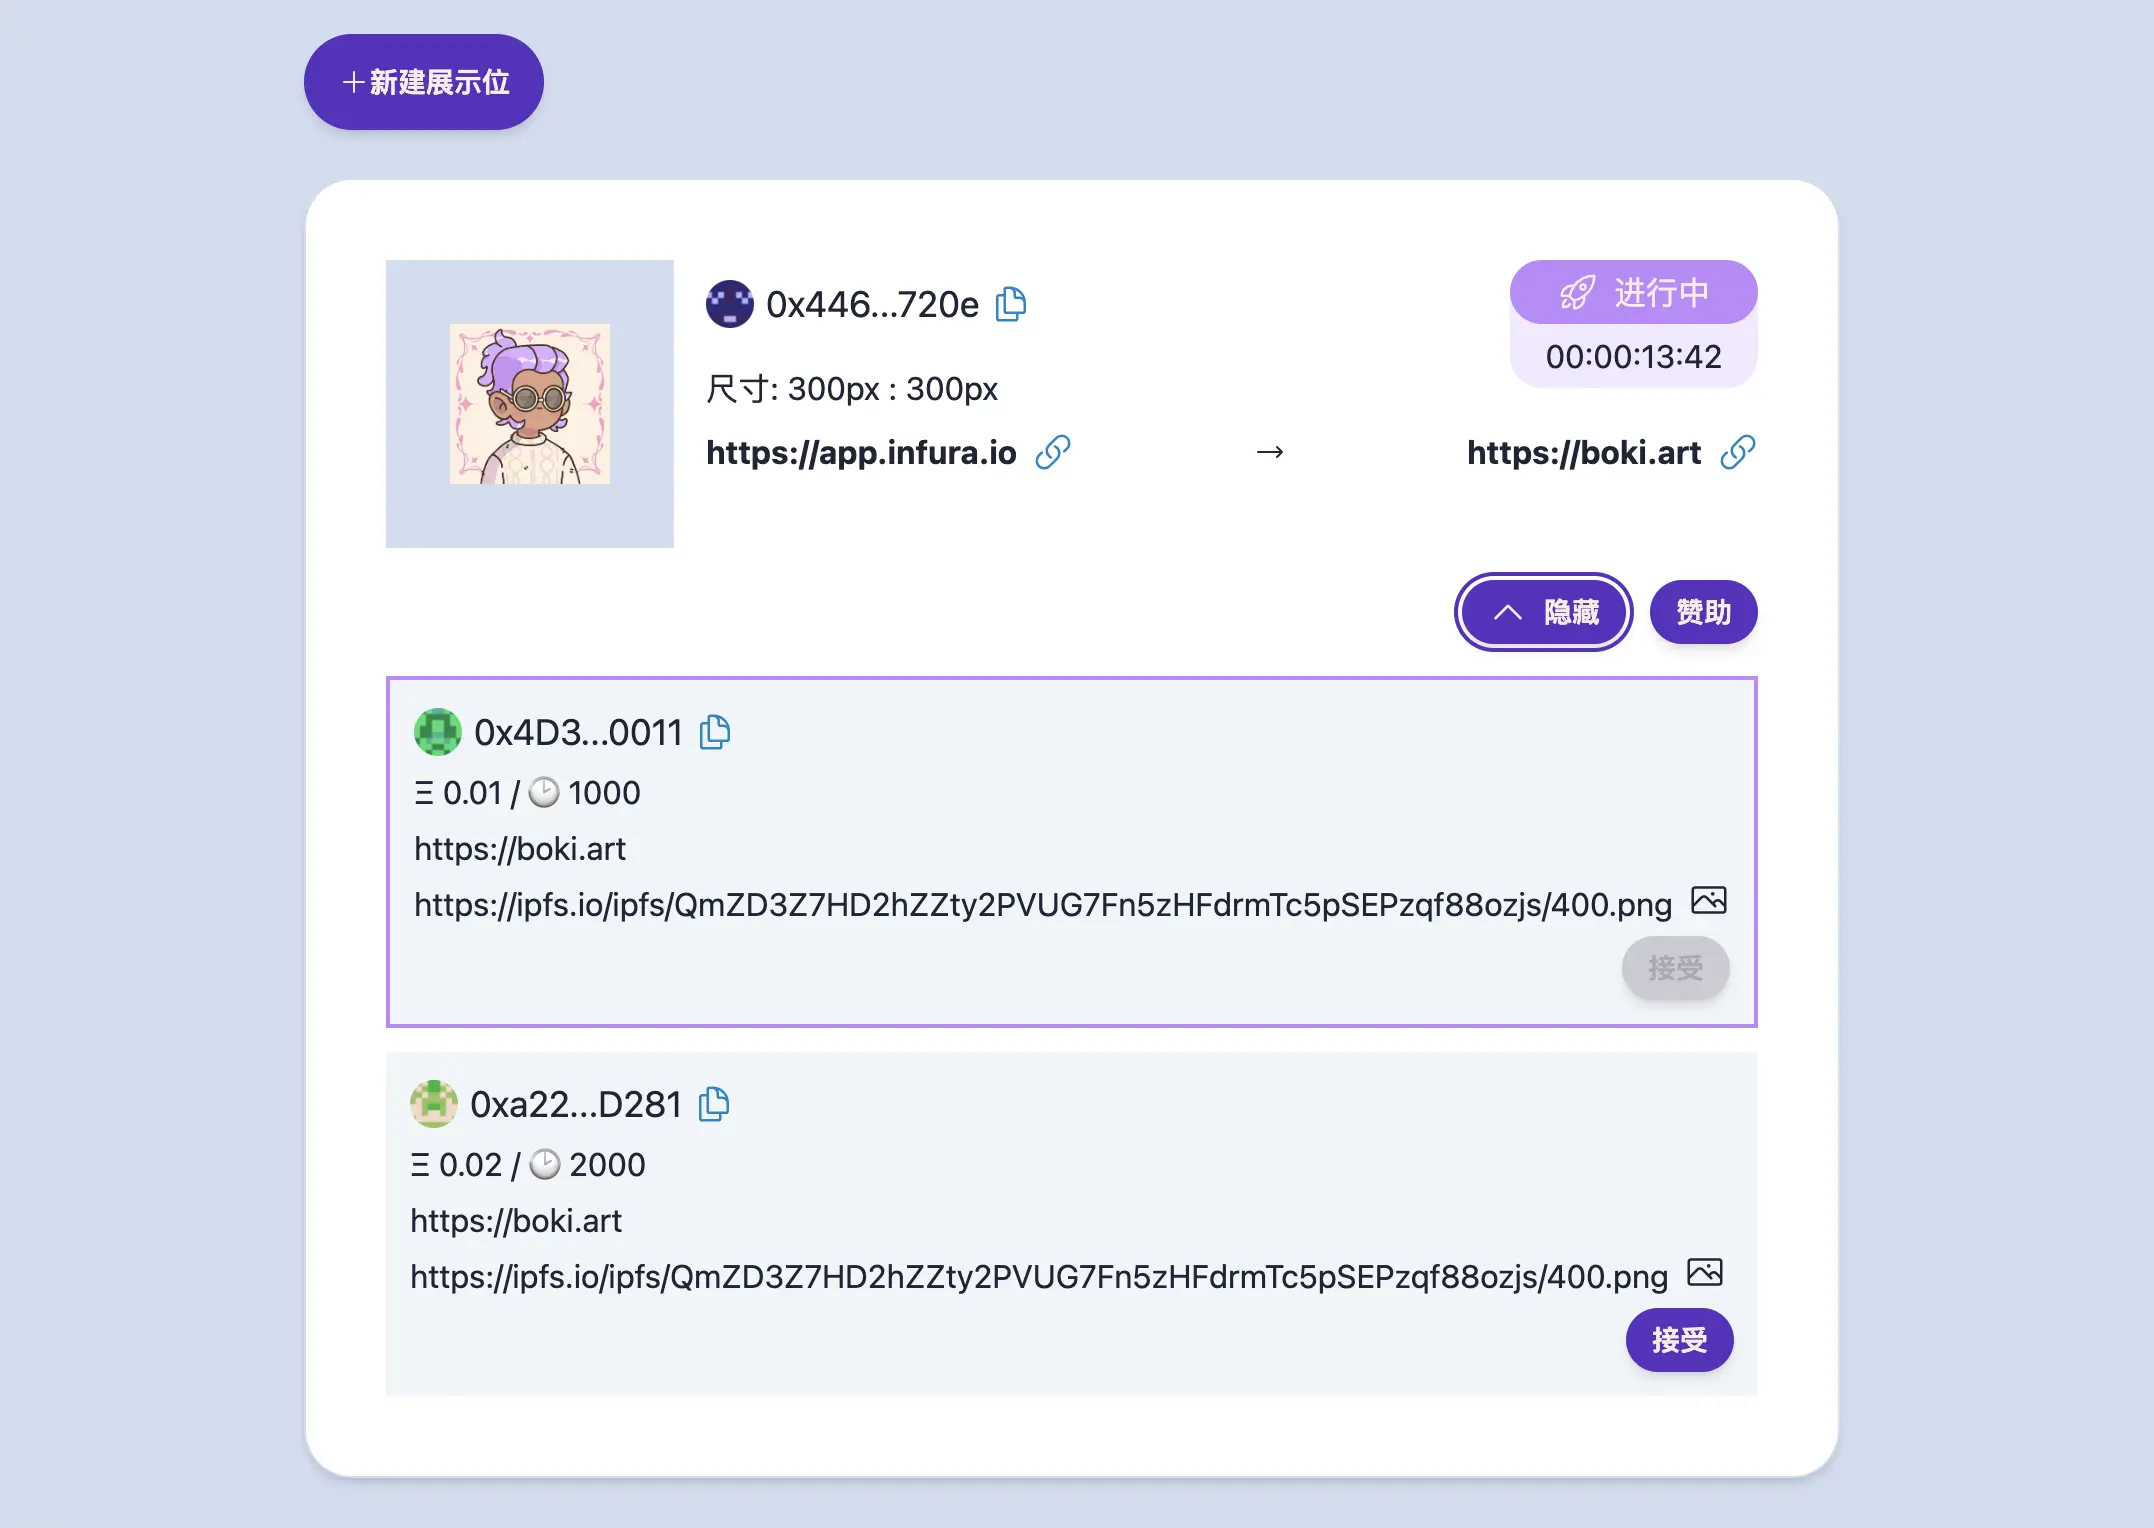 +新建展示位
0x446...720e
进行中
00:00:13:42
尺寸: 300px : 300px
https://app.infura.io → https://boki.art
隐藏 赞助
0x4D3...0011
Ξ 0.01 / 🕑 1000
https://boki.art
https://ipfs.io/ipfs/QmZD3Z7HD2hZZty2PVUG7Fn5zHFdrmTc5pSEPzqf88ozjs/400.png
接受
0xa22...D281
Ξ 0.02 / 🕑 2000
https://boki.art
https://ipfs.io/ipfs/QmZD3Z7HD2hZZty2PVUG7Fn5zHFdrmTc5pSEPzqf88ozjs/400.png
接受